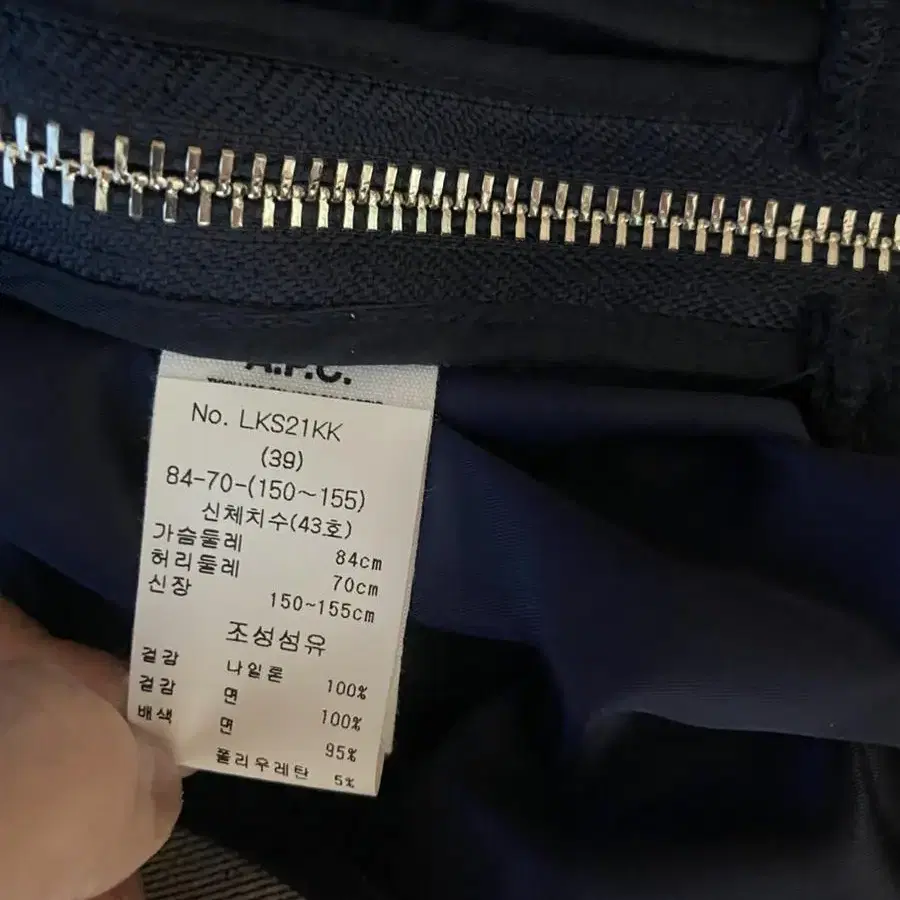 A.P.C.
No. LKS21KK
(39)
84-70-(150~155)
신체치수(43호)
가슴둘레 84cm
허리둘레 70cm
신장 150~155cm
조성섬유
겉감 나일론 100%
겉감 면 100%
배색 면 95%
폴리우레탄 5%